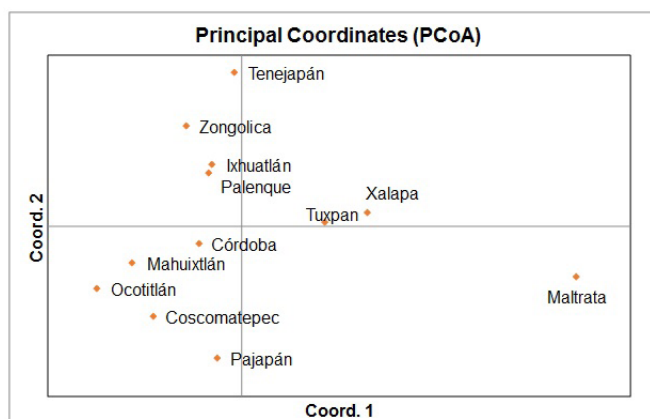 Principal Coordinates (PCoA)
Tenejapán
Zongolica
Ixhuatlán
Palenque
Xalapa
Tuxpan
Coord. 2
Córdoba
Mahuixtlán
Ocotitlán
Maltrata
Coscomatepec
Pajapán
Coord. 1